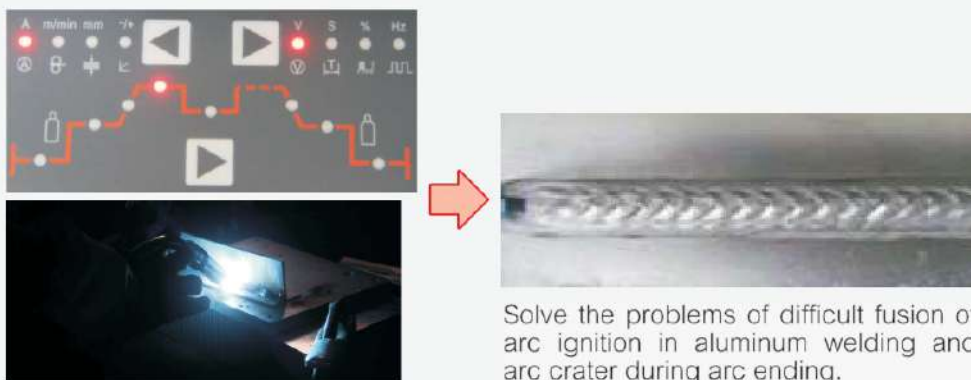 A m/min mm -/+ V S % Hz
A V T
Solve the problems of difficult fusion of
arc ignition in aluminum welding and
arc crater during arc ending.